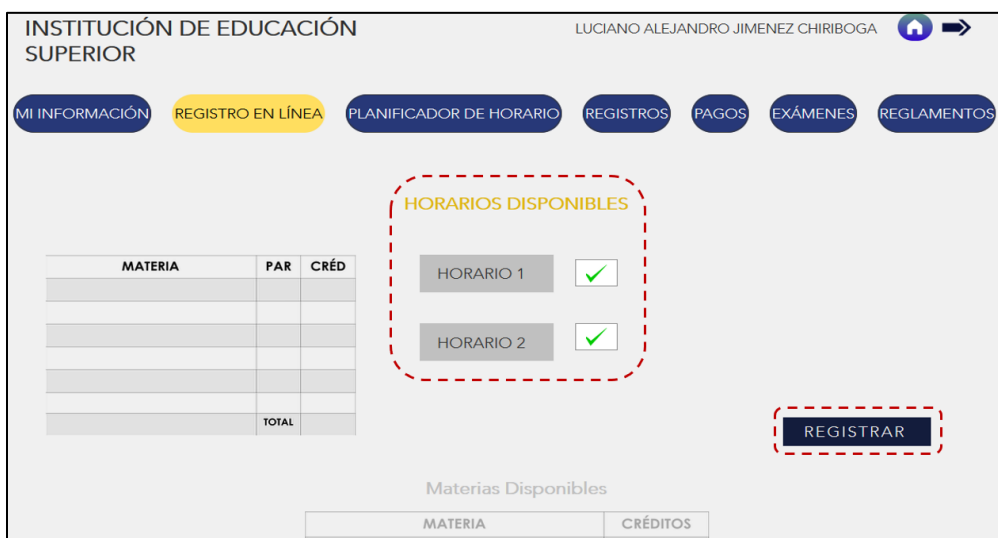 INSTITUCIÓN DE EDUCACIÓN
SUPERIOR
LUCIANO ALEJANDRO JIMENEZ CHIRIBOGA
MI INFORMACIÓN
REGISTRO EN LÍNEA
PLANIFICADOR DE HORARIO
REGISTROS
PAGOS
EXÁMENES
REGLAMENTOS
HORARIOS DISPONIBLES
MATERIA PAR CRÉD
TOTAL
HORARIO 1
HORARIO 2
REGISTRAR
Materias Disponibles
MATERIA CRÉDITOS